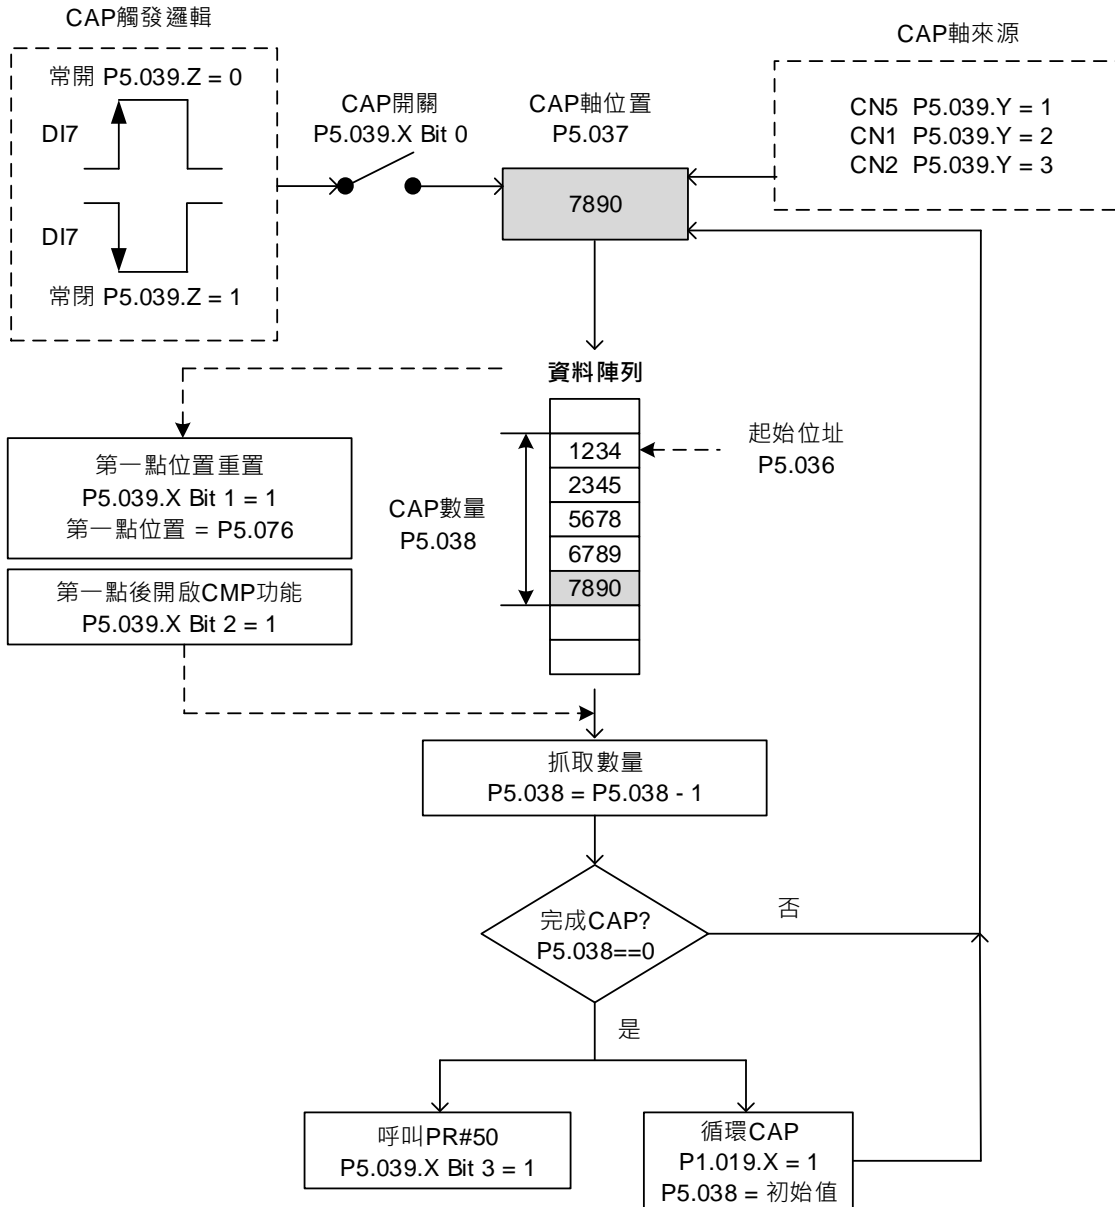 CAP觸發邏輯
CAP軸來源
常開 P5.039.Z = 0
DI7
DI7
常閉 P5.039.Z = 1
CAP開關
P5.039.X Bit 0
CAP軸位置
P5.037
7890
CN5 P5.039.Y = 1
CN1 P5.039.Y = 2
CN2 P5.039.Y = 3
資料陣列
1234
2345
5678
6789
7890
起始位址
P5.036
CAP數量
P5.038
第一點位置重置
P5.039.X Bit 1 = 1
第一點位置 = P5.076
第一點後開啟CMP功能
P5.039.X Bit 2 = 1
抓取數量
P5.038 = P5.038 - 1
完成CAP?
P5.038==0
否
是
呼叫PR#50
P5.039.X Bit 3 = 1
循環CAP
P1.019.X = 1
P5.038 = 初始值